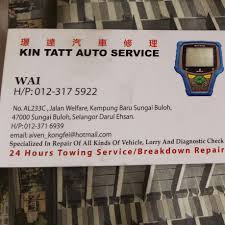 環達汽車修理
KIN TATT AUTO SERVICE
WAI
H/P: 012-317 5922
No. AL233C, Jalan Welfare, Kampung Baru Sungai Buloh,
47000 Sungai Buloh, Selangor Darul Ehsan.
H/P: 012-371 6939
email: aiven_kongfei@hotmail.com
Specialized In Repair Of All Kinds Of Vehicle, Lorry And Diagnostic Check
24 Hours Towing Service/Breakdown Repair